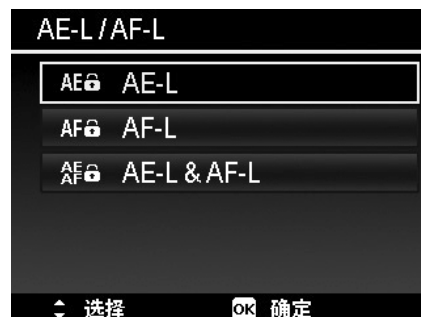 AE-L / AF-L
AE AE-L
AF AF-L
AE AF AE-L & AF-L
选择 OK 确定